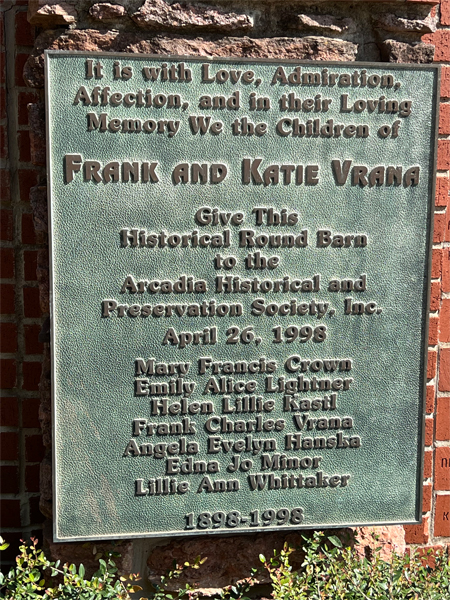 It is with Love, Admiration,
Affection, and in their Loving
Memory We the Children of
FRANK AND KATIE VRANA
Give This
Historical Round Barn
to the
Arcadia Historical and
Preservation Society, Inc.
April 26, 1998
Mary Francis Crown
Emily Alice Lightner
Helen Lillie Kastl
Frank Charles Vrana
Angela Evelyn Hanska
Edna Jo Minor
Lillie Ann Whittaker
1898-1998